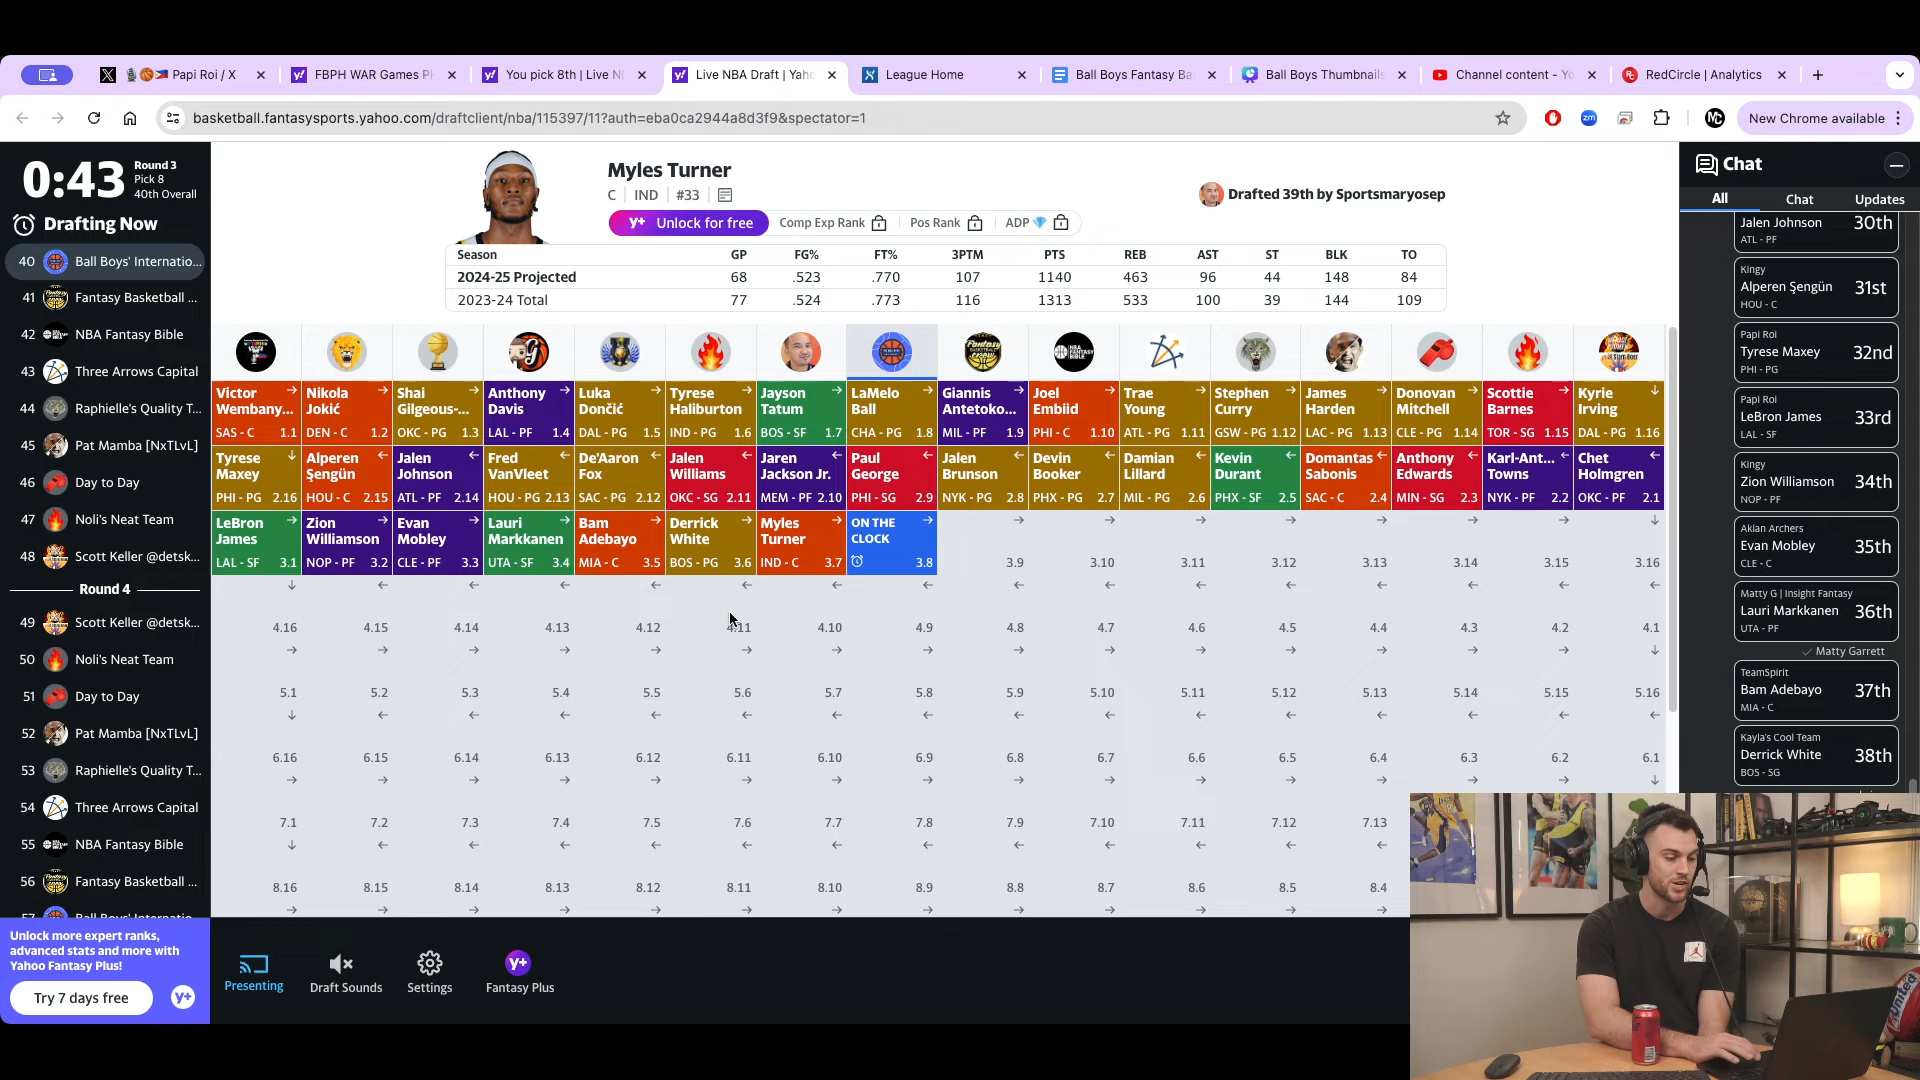 Papi Roi / X
FBPH WAR Games P
You pick 8th | Live N
Live NBA Draft | Yaho
League Home
Ball Boys Fantasy Ba
Ball Boys Thumbnails
Channel content - Yo
RedCircle | Analytics
basketball.fantasysports.yahoo.com/draftclient/nba/115397/11?auth=eba0ca2944a8d3f9&spectator=1
New Chrome available
0:43
Round 3
Pick 8
40th Overall
Drafting Now
40 Ball Boys' Internatio...
41 Fantasy Basketball ...
42 NBA Fantasy Bible
43 Three Arrows Capital
44 Raphielle's Quality T...
45 Pat Mamba [NxTLvL]
46 Day to Day
47 Noli's Neat Team
48 Scott Keller @detsk...
Round 4
49 Scott Keller @detsk...
50 Noli's Neat Team
51 Day to Day
52 Pat Mamba [NxTLvL]
53 Raphielle's Quality T...
54 Three Arrows Capital
55 NBA Fantasy Bible
56 Fantasy Basketball ...
57 Ball Boys' Internatio...
Unlock more expert ranks,
advanced stats and more with
Yahoo Fantasy Plus!
Try 7 days free
y+
Myles Turner
C | IND | #33
y+ Unlock for free Comp Exp Rank Pos Rank ADP
Drafted 39th by Sportsmaryosep
Season GP FG% FT% 3PTM PTS REB AST ST BLK TO
2024-25 Projected 68 .523 .770 107 1140 463 96 44 148 84
2023-24 Total 77 .524 .773 116 1313 533 100 39 144 109
Victor Nikola Shai Anthony Luka Tyrese Jayson LaMelo Giannis Joel Trae Stephen James Donovan Scottie Kyrie
Wembany... Jokić Gilgeous-... Davis Dončić Haliburton Tatum Ball Antetoko... Embiid Young Curry Harden Mitchell Barnes Irving
SAS - C 1.1 DEN - C 1.2 OKC - PG 1.3 LAL - PF 1.4 DAL - PG 1.5 IND - PG 1.6 BOS - SF 1.7 CHA - PG 1.8 MIL - PF 1.9 PHI - C 1.10 ATL - PG 1.11 GSW - PG 1.12 LAC - PG 1.13 CLE - PG 1.14 TOR - SG 1.15 DAL - PG 1.16
Tyrese Alperen Jalen Fred De'Aaron Jalen Jaren Paul Jalen Devin Damian Kevin Domantas Anthony Karl-Ant... Chet
Maxey Şengün Johnson VanVleet Fox Williams Jackson Jr. George Brunson Booker Lillard Durant Sabonis Edwards Towns Holmgren
PHI - PG 2.16 HOU - C 2.15 ATL - PF 2.14 HOU - PG 2.13 SAC - PG 2.12 OKC - SG 2.11 MEM - PF 2.10 PHI - SG 2.9 NYK - PG 2.8 PHX - PG 2.7 MIL - PG 2.6 PHX - SF 2.5 SAC - C 2.4 MIN - SG 2.3 NYK - PF 2.2 OKC - PF 2.1
LeBron Zion Evan Lauri Bam Derrick Myles ON THE
James Williamson Mobley Markkanen Adebayo White Turner CLOCK
LAL - SF 3.1 NOP - PF 3.2 CLE - PF 3.3 UTA - SF 3.4 MIA - C 3.5 BOS - PG 3.6 IND - C 3.7 3.8 3.9 3.10 3.11 3.12 3.13 3.14 3.15 3.16
4.16 4.15 4.14 4.13 4.12 4.11 4.10 4.9 4.8 4.7 4.6 4.5 4.4 4.3 4.2 4.1
5.1 5.2 5.3 5.4 5.5 5.6 5.7 5.8 5.9 5.10 5.11 5.12 5.13 5.14 5.15 5.16
6.16 6.15 6.14 6.13 6.12 6.11 6.10 6.9 6.8 6.7 6.6 6.5 6.4 6.3 6.2 6.1
7.1 7.2 7.3 7.4 7.5 7.6 7.7 7.8 7.9 7.10 7.11 7.12 7.13
8.16 8.15 8.14 8.13 8.12 8.11 8.10 8.9 8.8 8.7 8.6 8.5 8.4
Presenting
Draft Sounds
Settings
y+
Fantasy Plus
Chat
All Chat Updates
Jalen Johnson 30th
ATL - PF
Kingy
Alperen Şengün 31st
HOU - C
Papi Roi
Tyrese Maxey 32nd
PHI - PG
Papi Roi
LeBron James 33rd
LAL - SF
Kingy
Zion Williamson 34th
NOP - PF
Aklan Archers
Evan Mobley 35th
CLE - C
Matty G | Insight Fantasy
Lauri Markkanen 36th
UTA - PF
Matty Garrett
TeamSpirit
Bam Adebayo 37th
MIA - C
Kayla's Cool Team
Derrick White 38th
BOS - SG